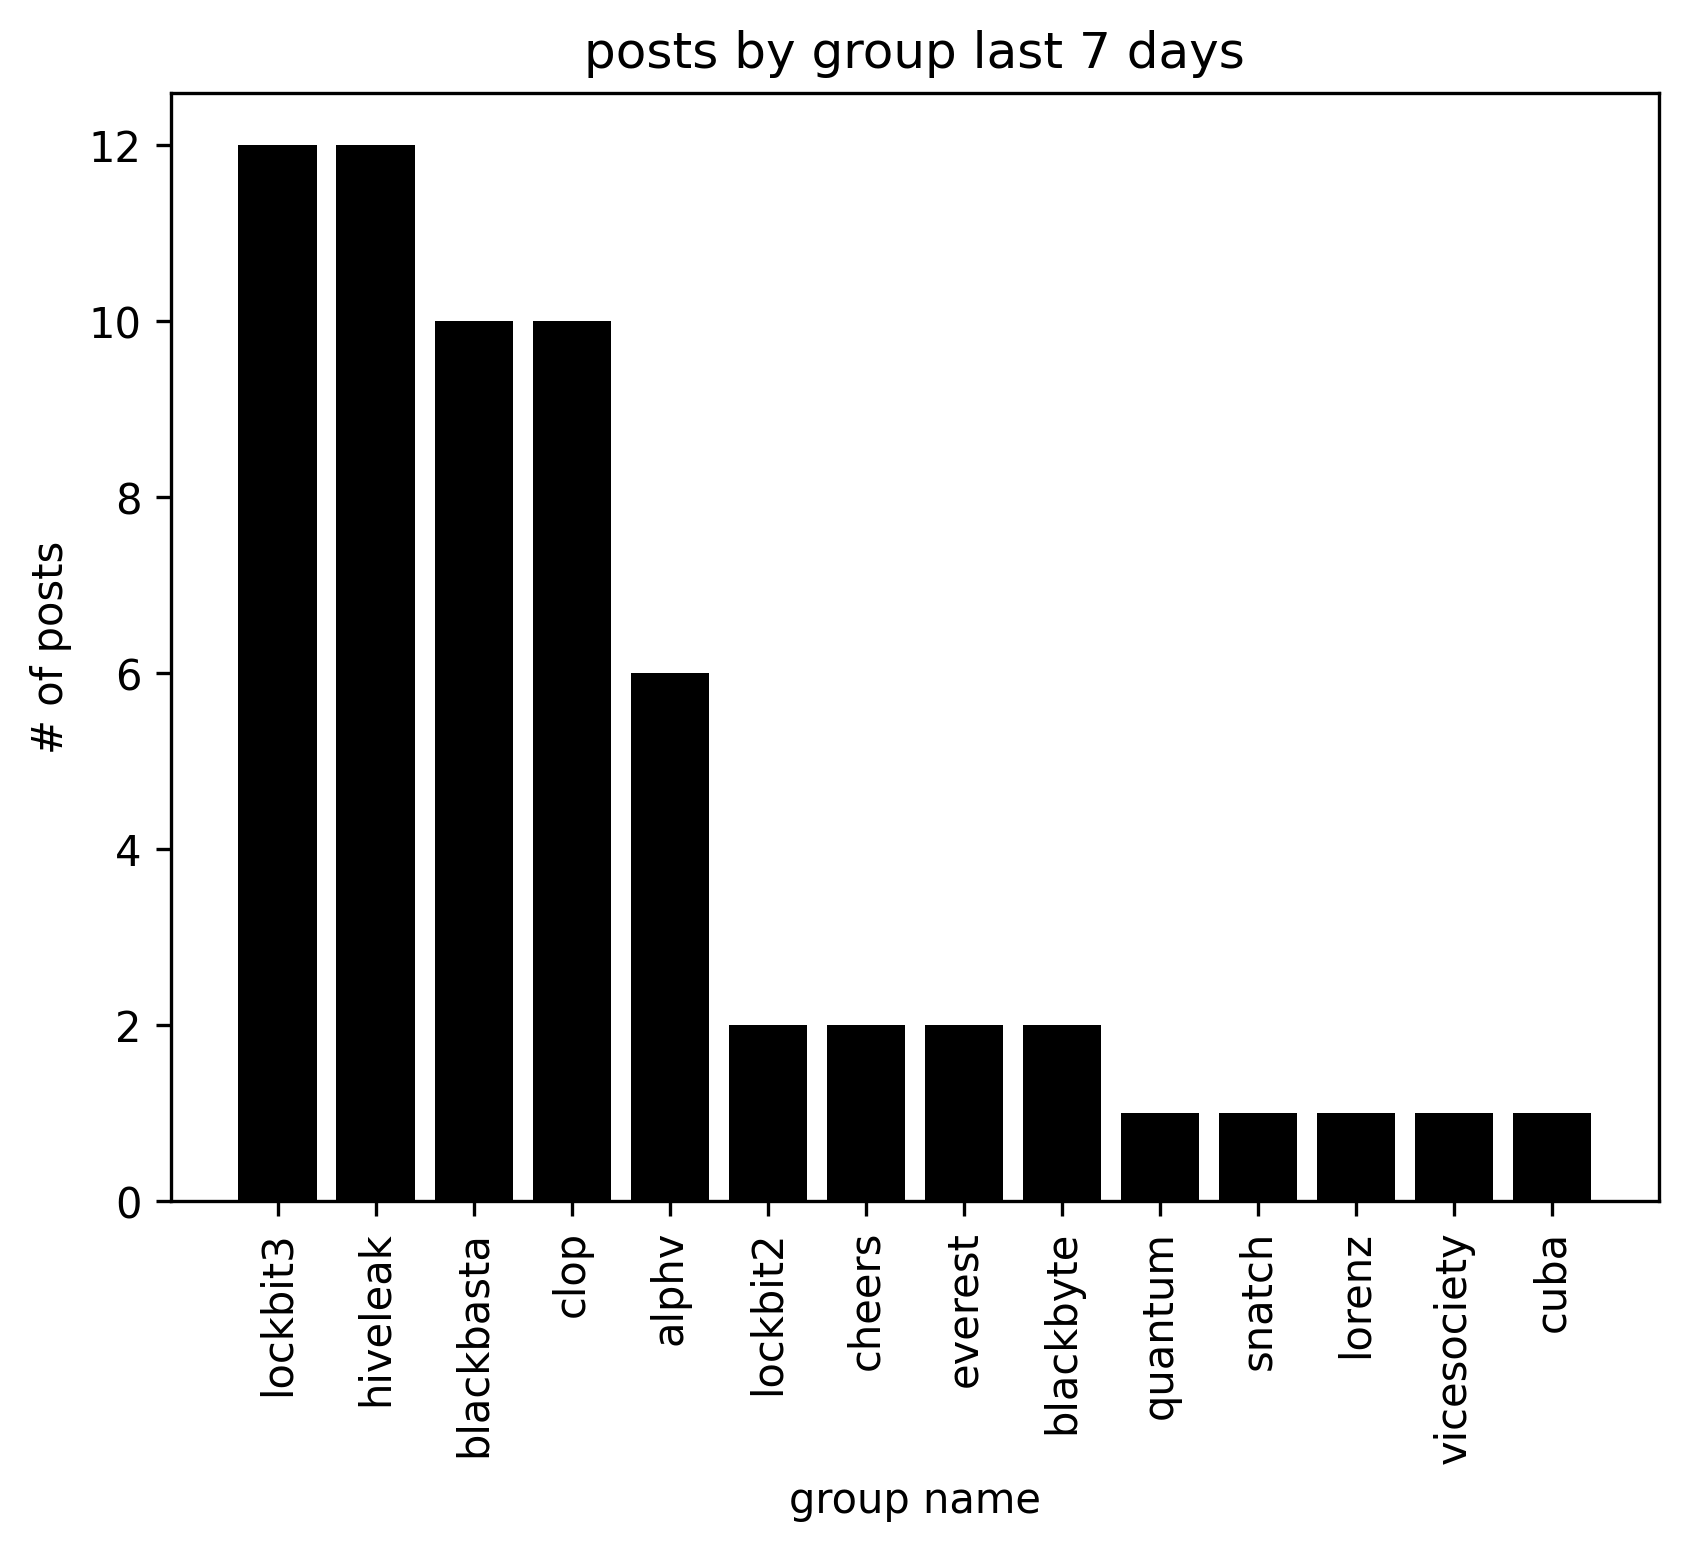 posts by group last 7 days
12
10
8
6
4
2
0
# of posts
lockbit3
hiveleak
blackbasta
clop
alphv
lockbit2
cheers
everest
blackbyte
quantum
snatch
lorenz
vicesociety
cuba
group name